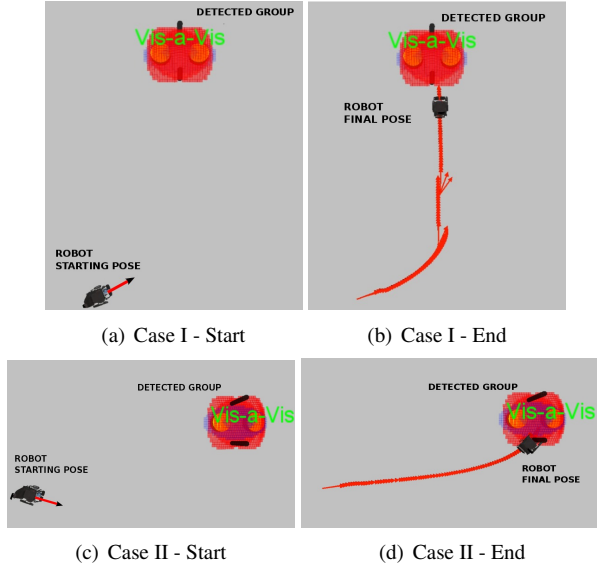 DETECTED GROUP
Vis-a-Vis
ROBOT
STARTING POSE
(a) Case I - Start
DETECTED GROUP
Vis-a-Vis
ROBOT
FINAL POSE
(b) Case I - End
DETECTED GROUP
Vis-a-Vis
ROBOT
STARTING POSE
(c) Case II - Start
DETECTED GROUP
Vis-a-Vis
ROBOT
FINAL POSE
(d) Case II - End